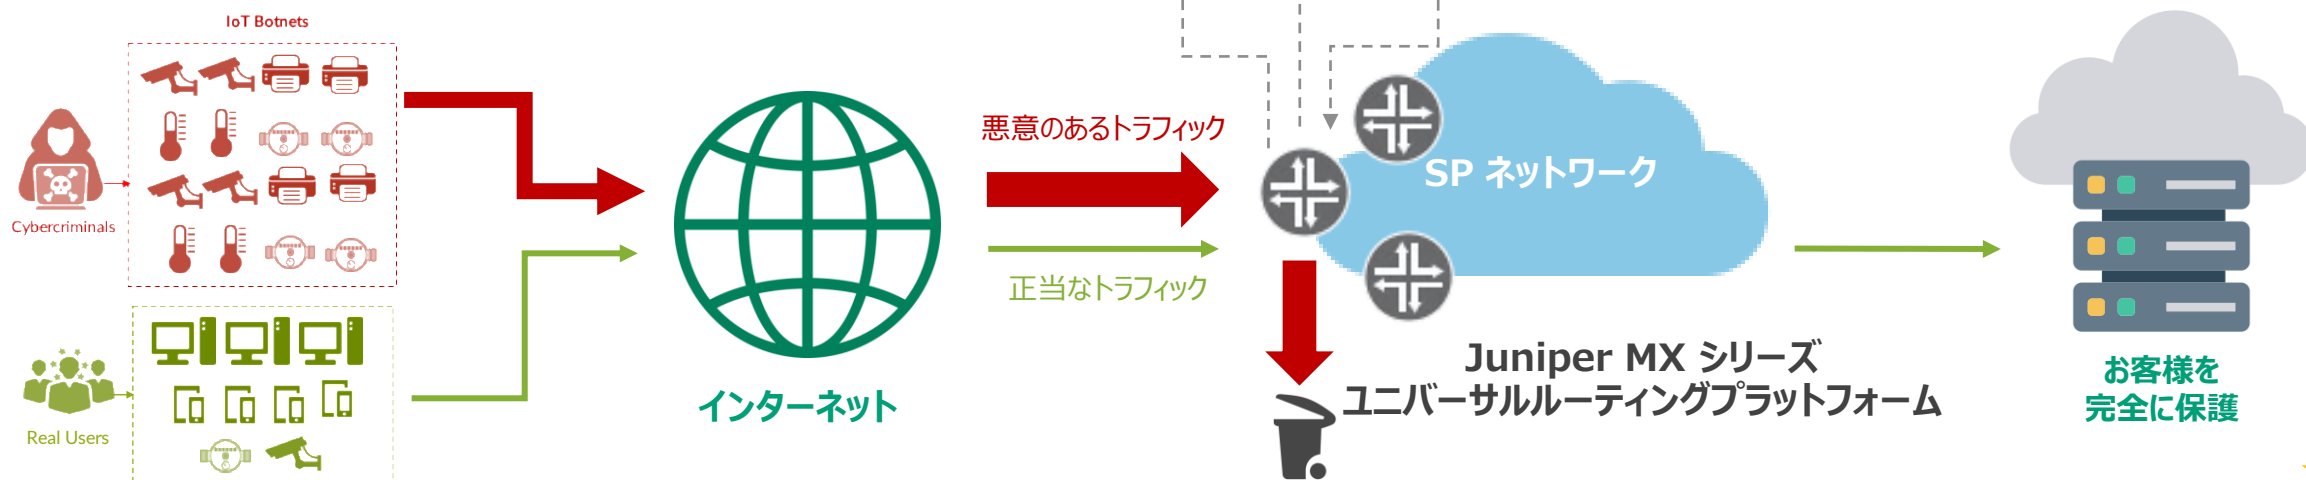 IoT Botnets
Cybercriminals
Real Users
インターネット
悪意のあるトラフィック
正当なトラフィック
SP ネットワーク
Juniper MX シリーズ
ユニバーサルルーティングプラットフォーム
お客様を
完全に保護